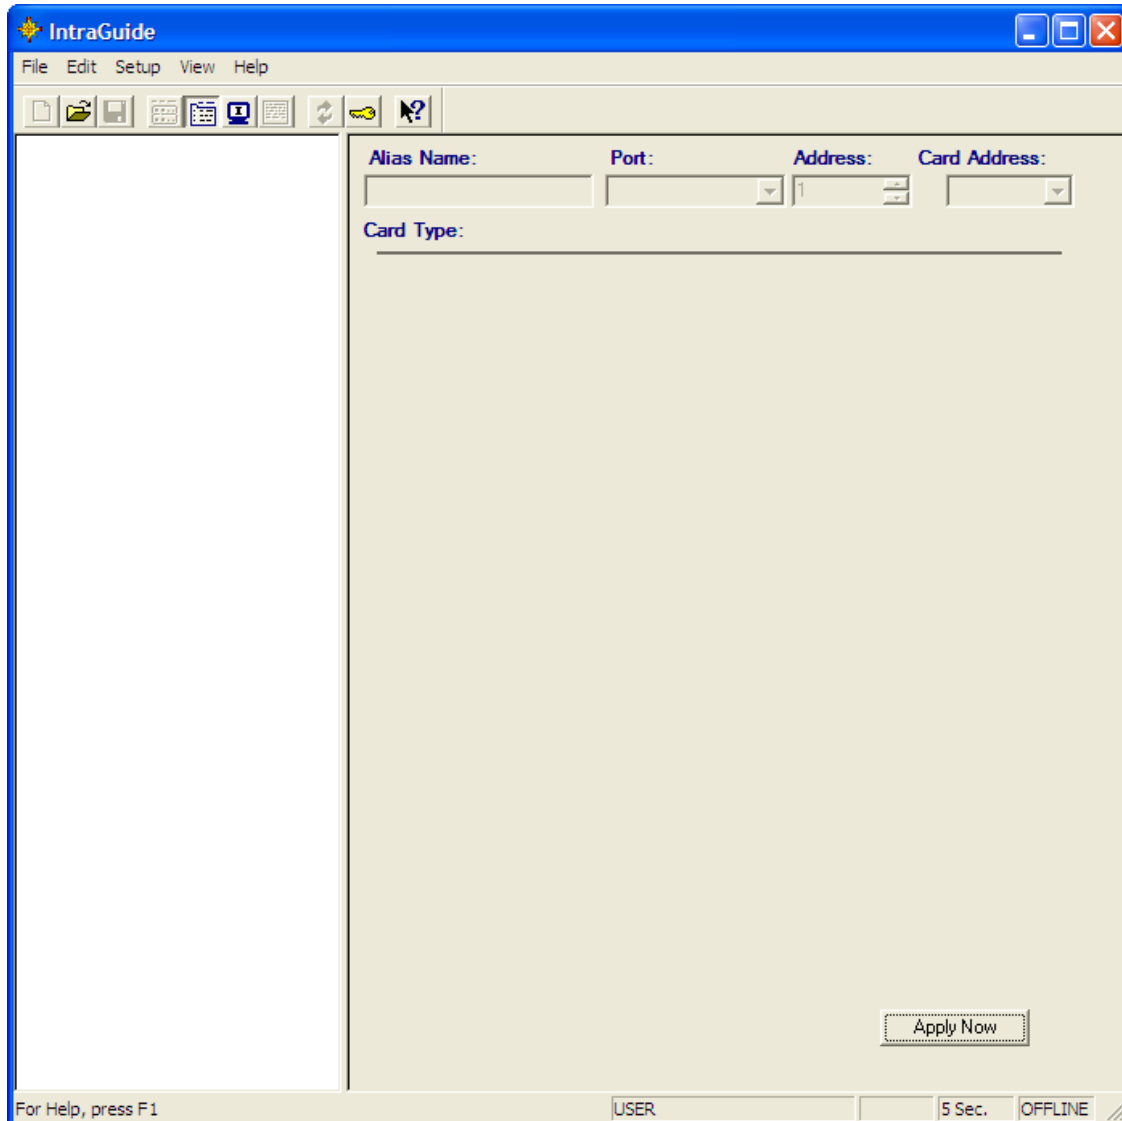 IntraGuide
File Edit Setup View Help
Alias Name: Port: Address: Card Address:
1
Card Type:
Apply Now
For Help, press F1 USER 5 Sec. OFFLINE